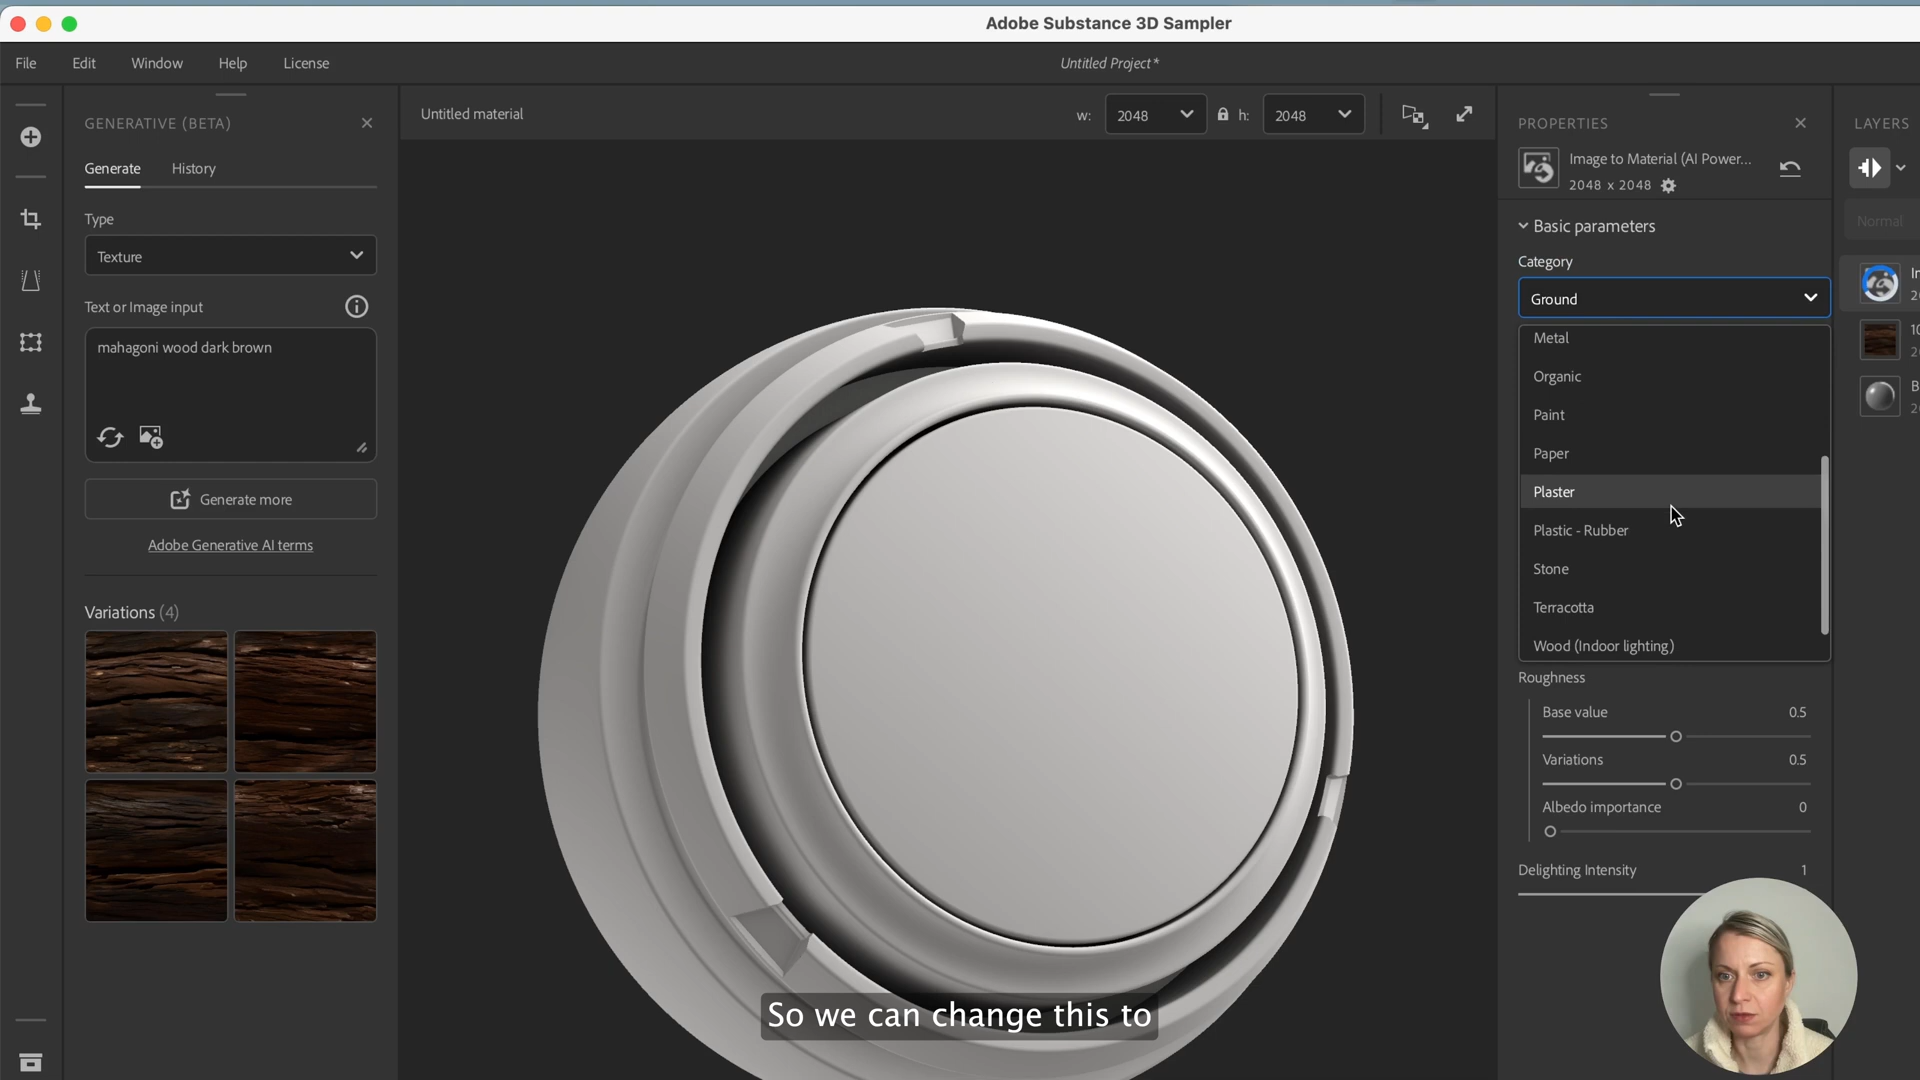 Adobe Substance 3D Sampler
File Edit Window Help License
Untitled Project*
GENERATIVE (BETA)
Generate History
Type
Texture
Text or Image input
mahagoni wood dark brown
Generate more
Adobe Generative AI terms
Variations (4)
Untitled material
w: 2048 h: 2048
PROPERTIES
Image to Material (AI Power...
2048 x 2048
Basic parameters
Category
Ground
Metal
Organic
Paint
Paper
Plaster
Plastic - Rubber
Stone
Terracotta
Wood (Indoor lighting)
Roughness
Base value 0.5
Variations 0.5
Albedo importance 0
Delighting Intensity 1
LAYERS
Normal
So we can change this to